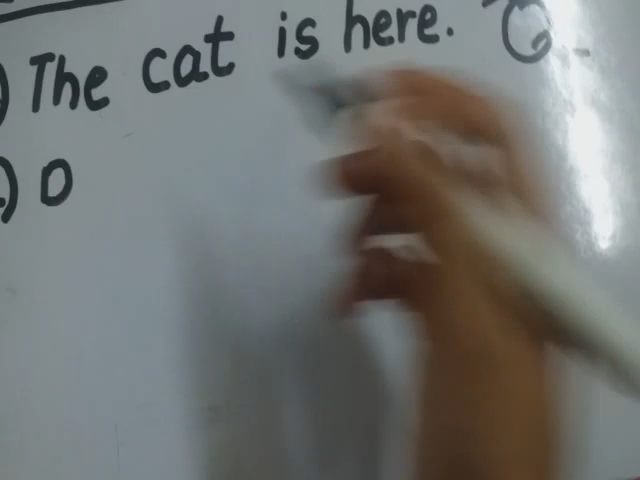 ) The cat is here.
.) D